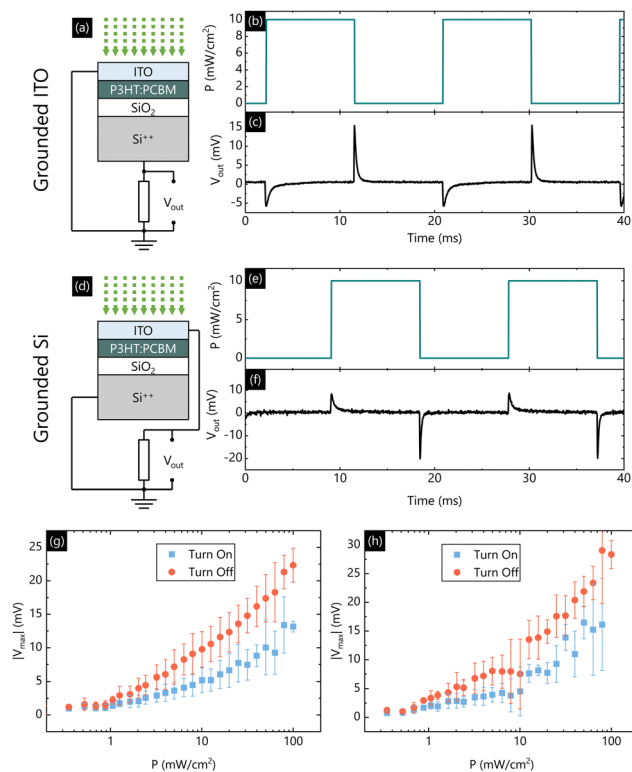 Grounded ITO
(a)
ITO
P3HT:PCBM
SiO2
Si++
Vout
(b)
P (mW/cm2)
10
8
6
4
2
0
(c)
Vout (mV)
15
10
5
0
-5
0 10 20 30 40
Time (ms)
Grounded Si
(d)
ITO
P3HT:PCBM
SiO2
Si++
Vout
(e)
P (mW/cm2)
10
5
0
(f)
Vout (mV)
10
0
-10
-20
0 10 20 30 40
Time (ms)
(g)
Turn On
Turn Off
|Vmax| (mV)
25
20
15
10
5
0
1 10 100
P (mW/cm2)
(h)
Turn On
Turn Off
|Vmax| (mV)
30
25
20
15
10
5
0
1 10 100
P (mW/cm2)